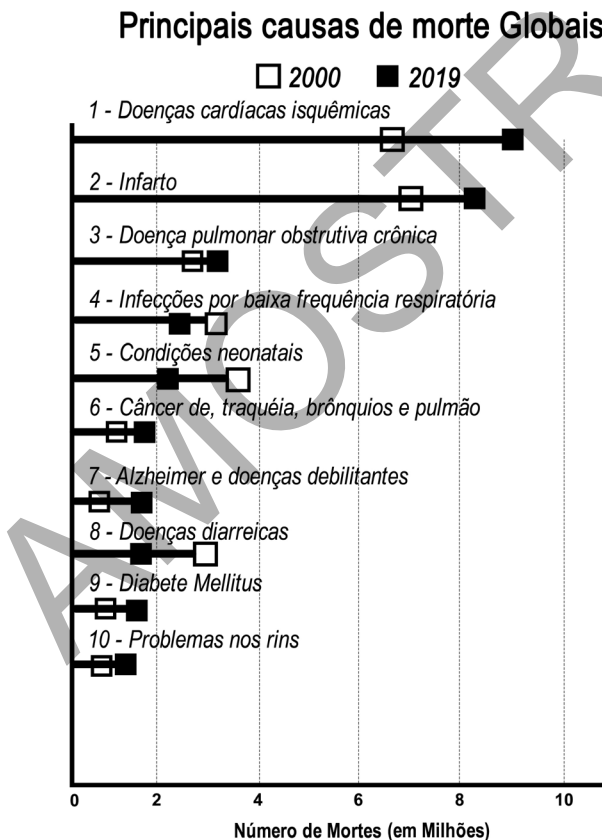 Principais causas de morte Globais
2000 2019
1 - Doenças cardíacas isquêmicas
2 - Infarto
3 - Doença pulmonar obstrutiva crônica
4 - Infecções por baixa frequência respiratória
5 - Condições neonatais
6 - Câncer de, traquéia, brônquios e pulmão
7 - Alzheimer e doenças debilitantes
8 - Doenças diarreicas
9 - Diabete Mellitus
10 - Problemas nos rins
0 2 4 6 8 10
Número de Mortes (em Milhões)
AMOSTR